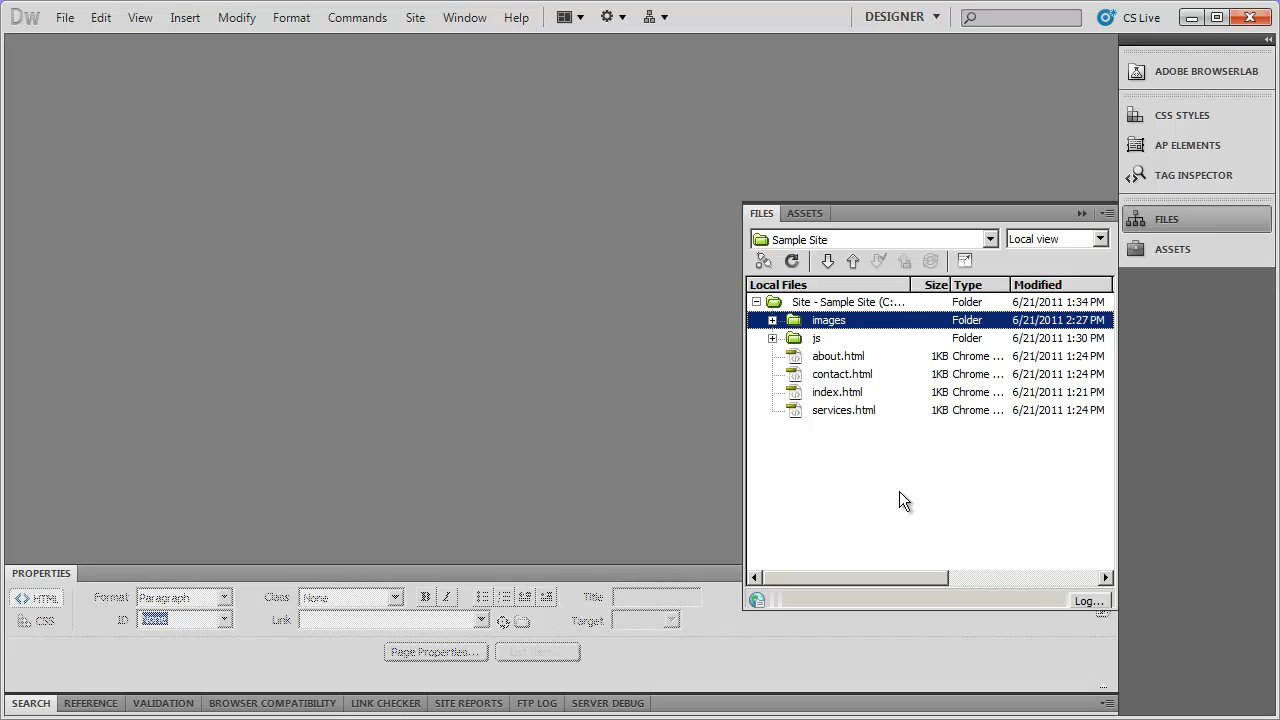 Dw File Edit View Insert Modify Format Commands Site Window Help DESIGNER CS Live
ADOBE BROWSERLAB
CSS STYLES
AP ELEMENTS
TAG INSPECTOR
FILES
ASSETS
FILES ASSETS
Sample Site Local view
Local Files Size Type Modified
Site - Sample Site (C:... Folder 6/21/2011 1:34 PM
images Folder 6/21/2011 2:27 PM
js Folder 6/21/2011 1:30 PM
about.html 1KB Chrome ... 6/21/2011 1:24 PM
contact.html 1KB Chrome ... 6/21/2011 1:24 PM
index.html 1KB Chrome ... 6/21/2011 1:21 PM
services.html 1KB Chrome ... 6/21/2011 1:24 PM
Log...
PROPERTIES
HTML Format Paragraph Class None B I Title
CSS ID None Link Target
Page Properties... List Item...
SEARCH REFERENCE VALIDATION BROWSER COMPATIBILITY LINK CHECKER SITE REPORTS FTP LOG SERVER DEBUG